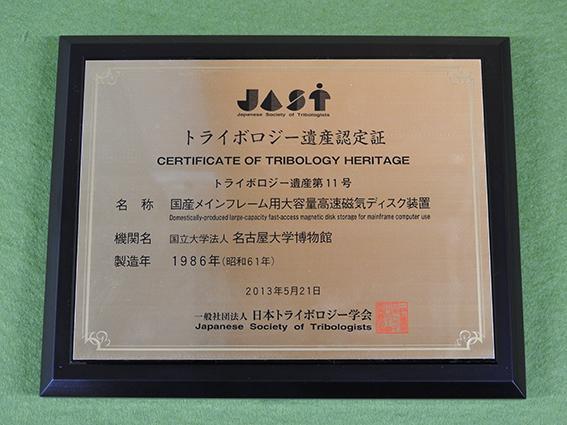 JAST
Japanese Society of Tribologists
トライボロジー遺産認定証
CERTIFICATE OF TRIBOLOGY HERITAGE
トライボロジー遺産第11号
名 称 国産メインフレーム用大容量高速磁気ディスク装置
Domestically-produced large-capacity fast-access magnetic disk storage for mainframe computer use
機関名 国立大学法人 名古屋大学博物館
製造年 1986年(昭和61年)
2013年5月21日
一般社団法人 日本トライボロジー学会
Japanese Society of Tribologists